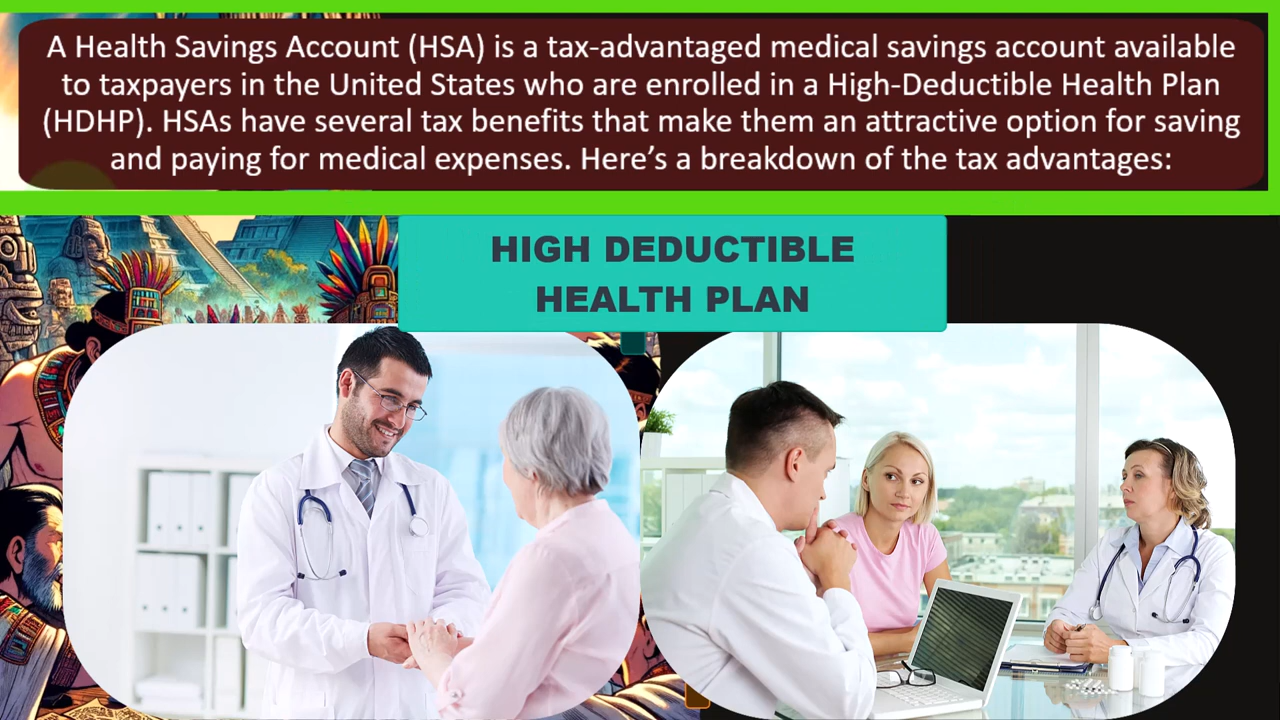 A Health Savings Account (HSA) is a tax-advantaged medical savings account available
to taxpayers in the United States who are enrolled in a High-Deductible Health Plan
(HDHP). HSAs have several tax benefits that make them an attractive option for saving
and paying for medical expenses. Here’s a breakdown of the tax advantages:
HIGH DEDUCTIBLE
HEALTH PLAN